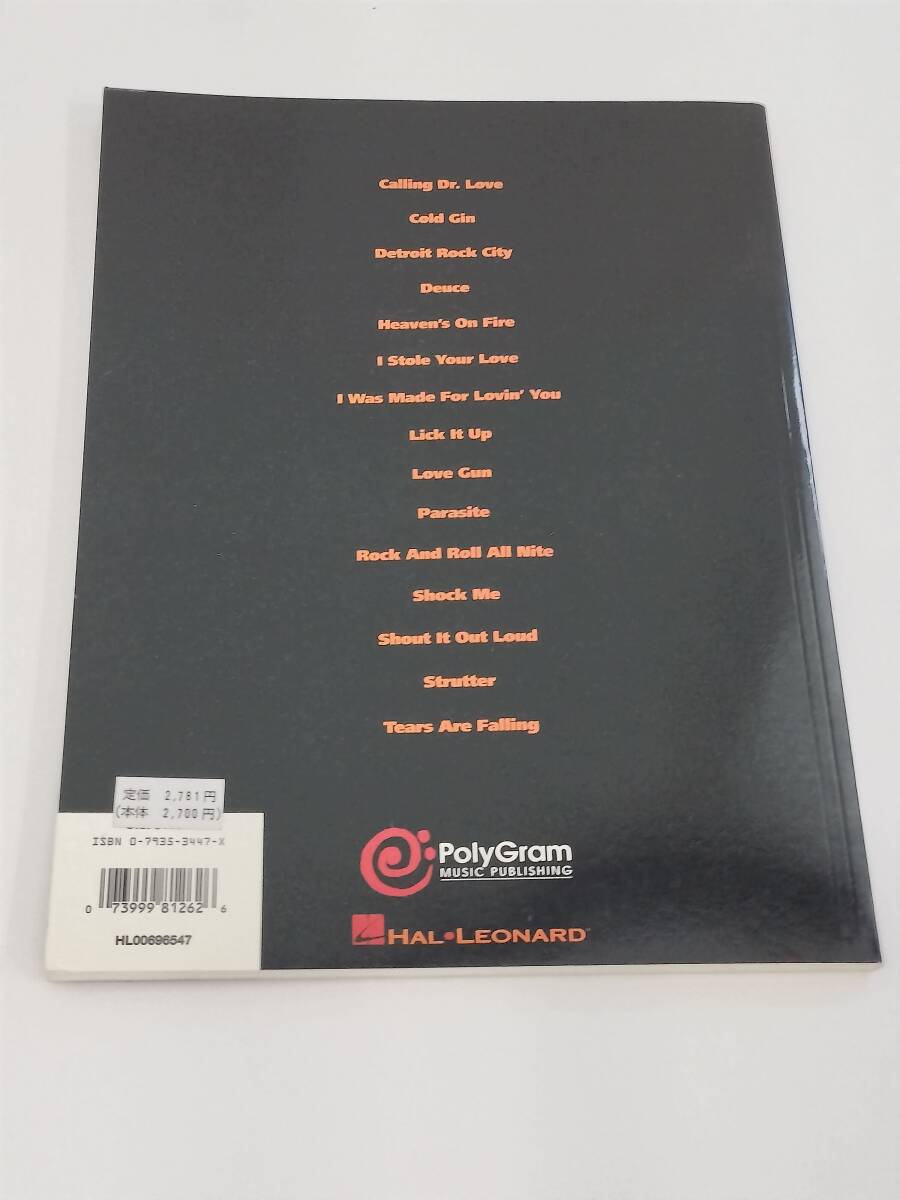 Calling Dr. Love
Cold Gin
Detroit Rock City
Deuce
Heaven's On Fire
I Stole Your Love
I Was Made For Lovin' You
Lick It Up
Love Gun
Parasite
Rock And Roll All Nite
Shock Me
Shout It Out Loud
Strutter
Tears Are Falling
定価 2,781円
(本体 2,700円)
ISBN 0-7935-3447-X
0 73999 81262 6
HL00696547
PolyGram
MUSIC PUBLISHING
HAL•LEONARD